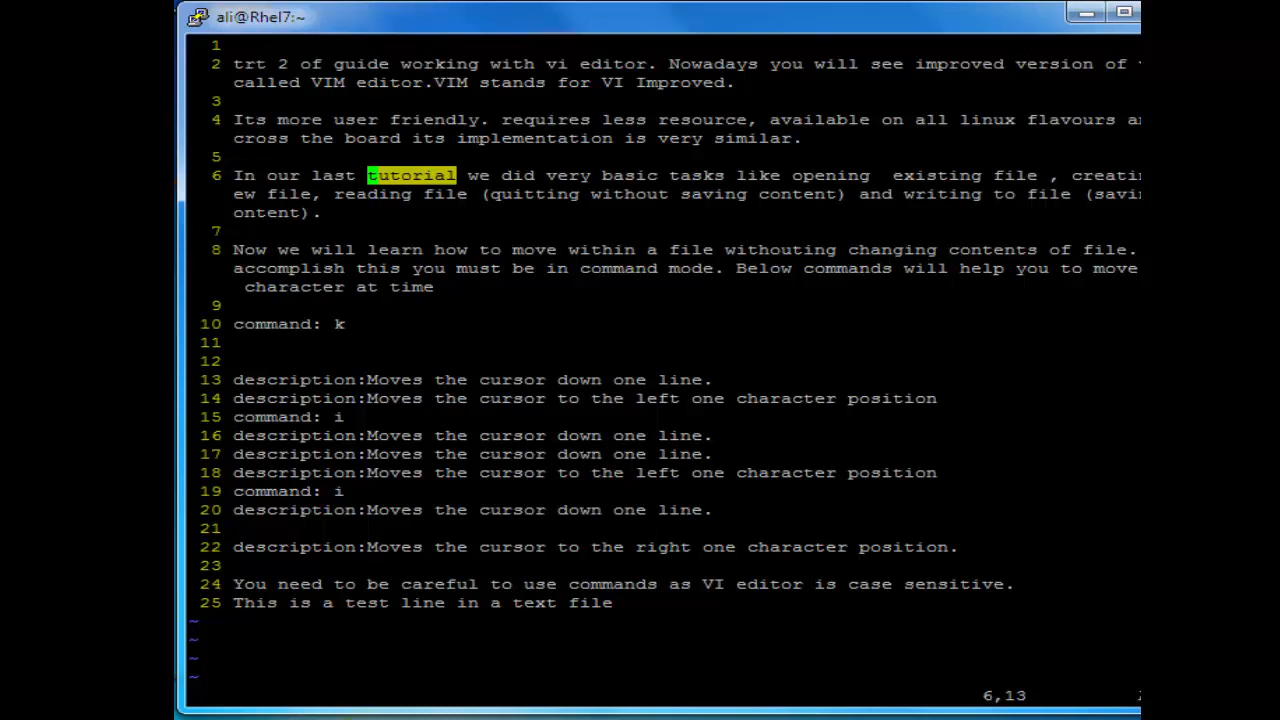 ali@Rhel7:~
1
2 trt 2 of guide working with vi editor. Nowadays you will see improved version of
called VIM editor.VIM stands for VI Improved.
3
4 Its more user friendly. requires less resource, available on all linux flavours
cross the board its implementation is very similar.
5
6 In our last tutorial we did very basic tasks like opening  existing file , creati
ew file, reading file (quitting without saving content) and writing to file (savi
ontent).
7
8 Now we will learn how to move within a file withouting changing contents of file.
accomplish this you must be in command mode. Below commands will help you to move
character at time
9
10 command: k
11
12
13 description:Moves the cursor down one line.
14 description:Moves the cursor to the left one character position
15 command: i
16 description:Moves the cursor down one line.
17 description:Moves the cursor down one line.
18 description:Moves the cursor to the left one character position
19 command: i
20 description:Moves the cursor down one line.
21
22 description:Moves the cursor to the right one character position.
23
24 You need to be careful to use commands as VI editor is case sensitive.
25 This is a test line in a text file
~
~
~
~
6,13